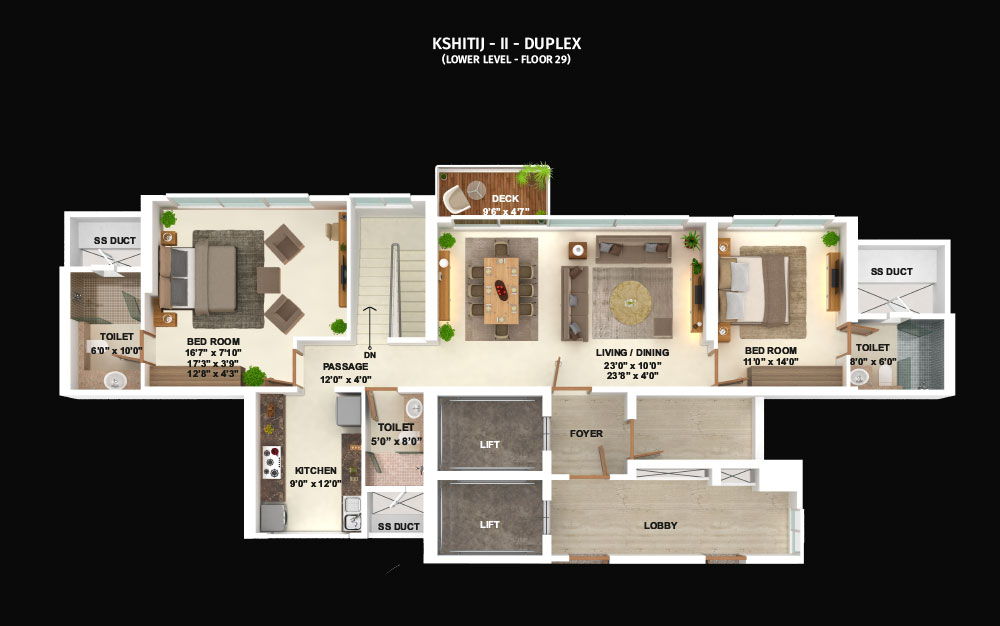 KSHITIJ - II - DUPLEX
(LOWER LEVEL - FLOOR 29)
DECK
9'6" x 4'7"
SS DUCT
SS DUCT
TOILET
6'0" x 10'0"
BED ROOM
16'7" x 7'10"
17'3" x 3'9"
12'8" x 4'3"
DN
PASSAGE
12'0" x 4'0"
LIVING / DINING
23'0" x 10'0"
23'8" x 4'0"
BED ROOM
11'0" x 14'0"
TOILET
8'0" x 6'0"
TOILET
5'0" x 8'0"
LIFT
FOYER
KITCHEN
9'0" x 12'0"
SS DUCT
LIFT
LOBBY